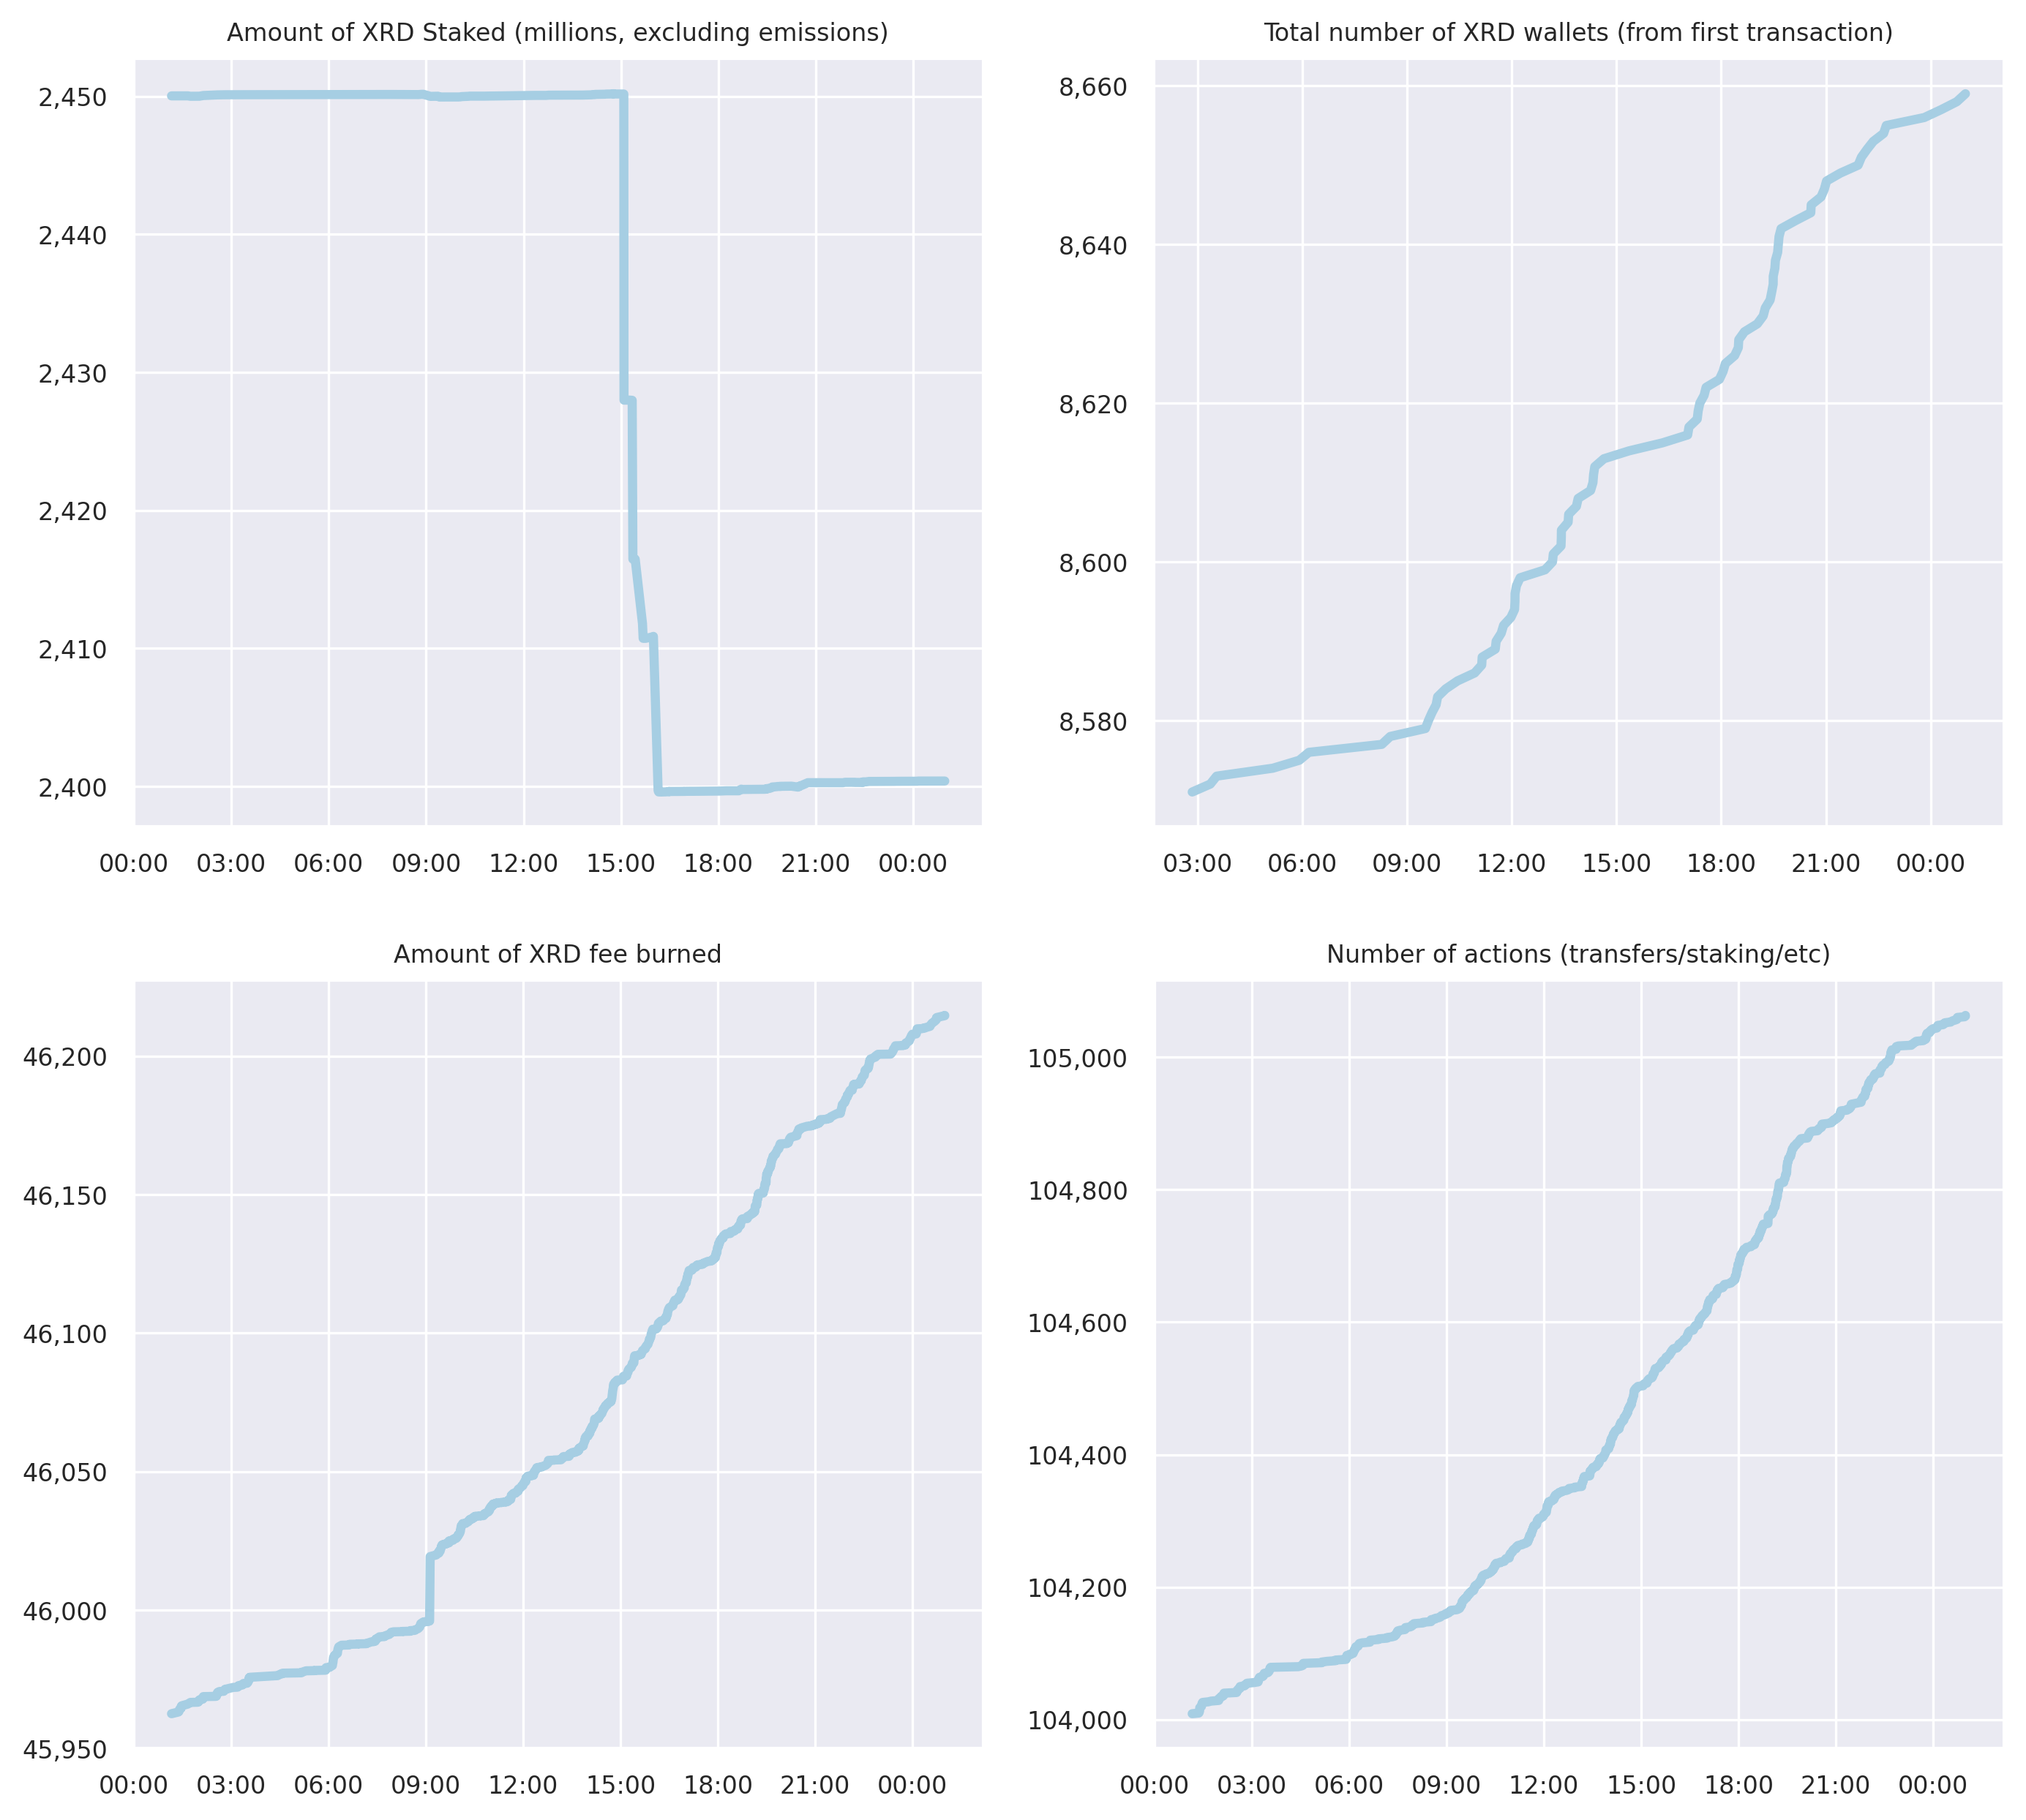 Amount of XRD Staked (millions, excluding emissions)
2,450
2,440
2,430
2,420
2,410
2,400
00:00 03:00 06:00 09:00 12:00 15:00 18:00 21:00 00:00
Total number of XRD wallets (from first transaction)
8,660
8,640
8,620
8,600
8,580
03:00 06:00 09:00 12:00 15:00 18:00 21:00 00:00
Amount of XRD fee burned
46,200
46,150
46,100
46,050
46,000
45,950
00:00 03:00 06:00 09:00 12:00 15:00 18:00 21:00 00:00
Number of actions (transfers/staking/etc)
105,000
104,800
104,600
104,400
104,200
104,000
00:00 03:00 06:00 09:00 12:00 15:00 18:00 21:00 00:00